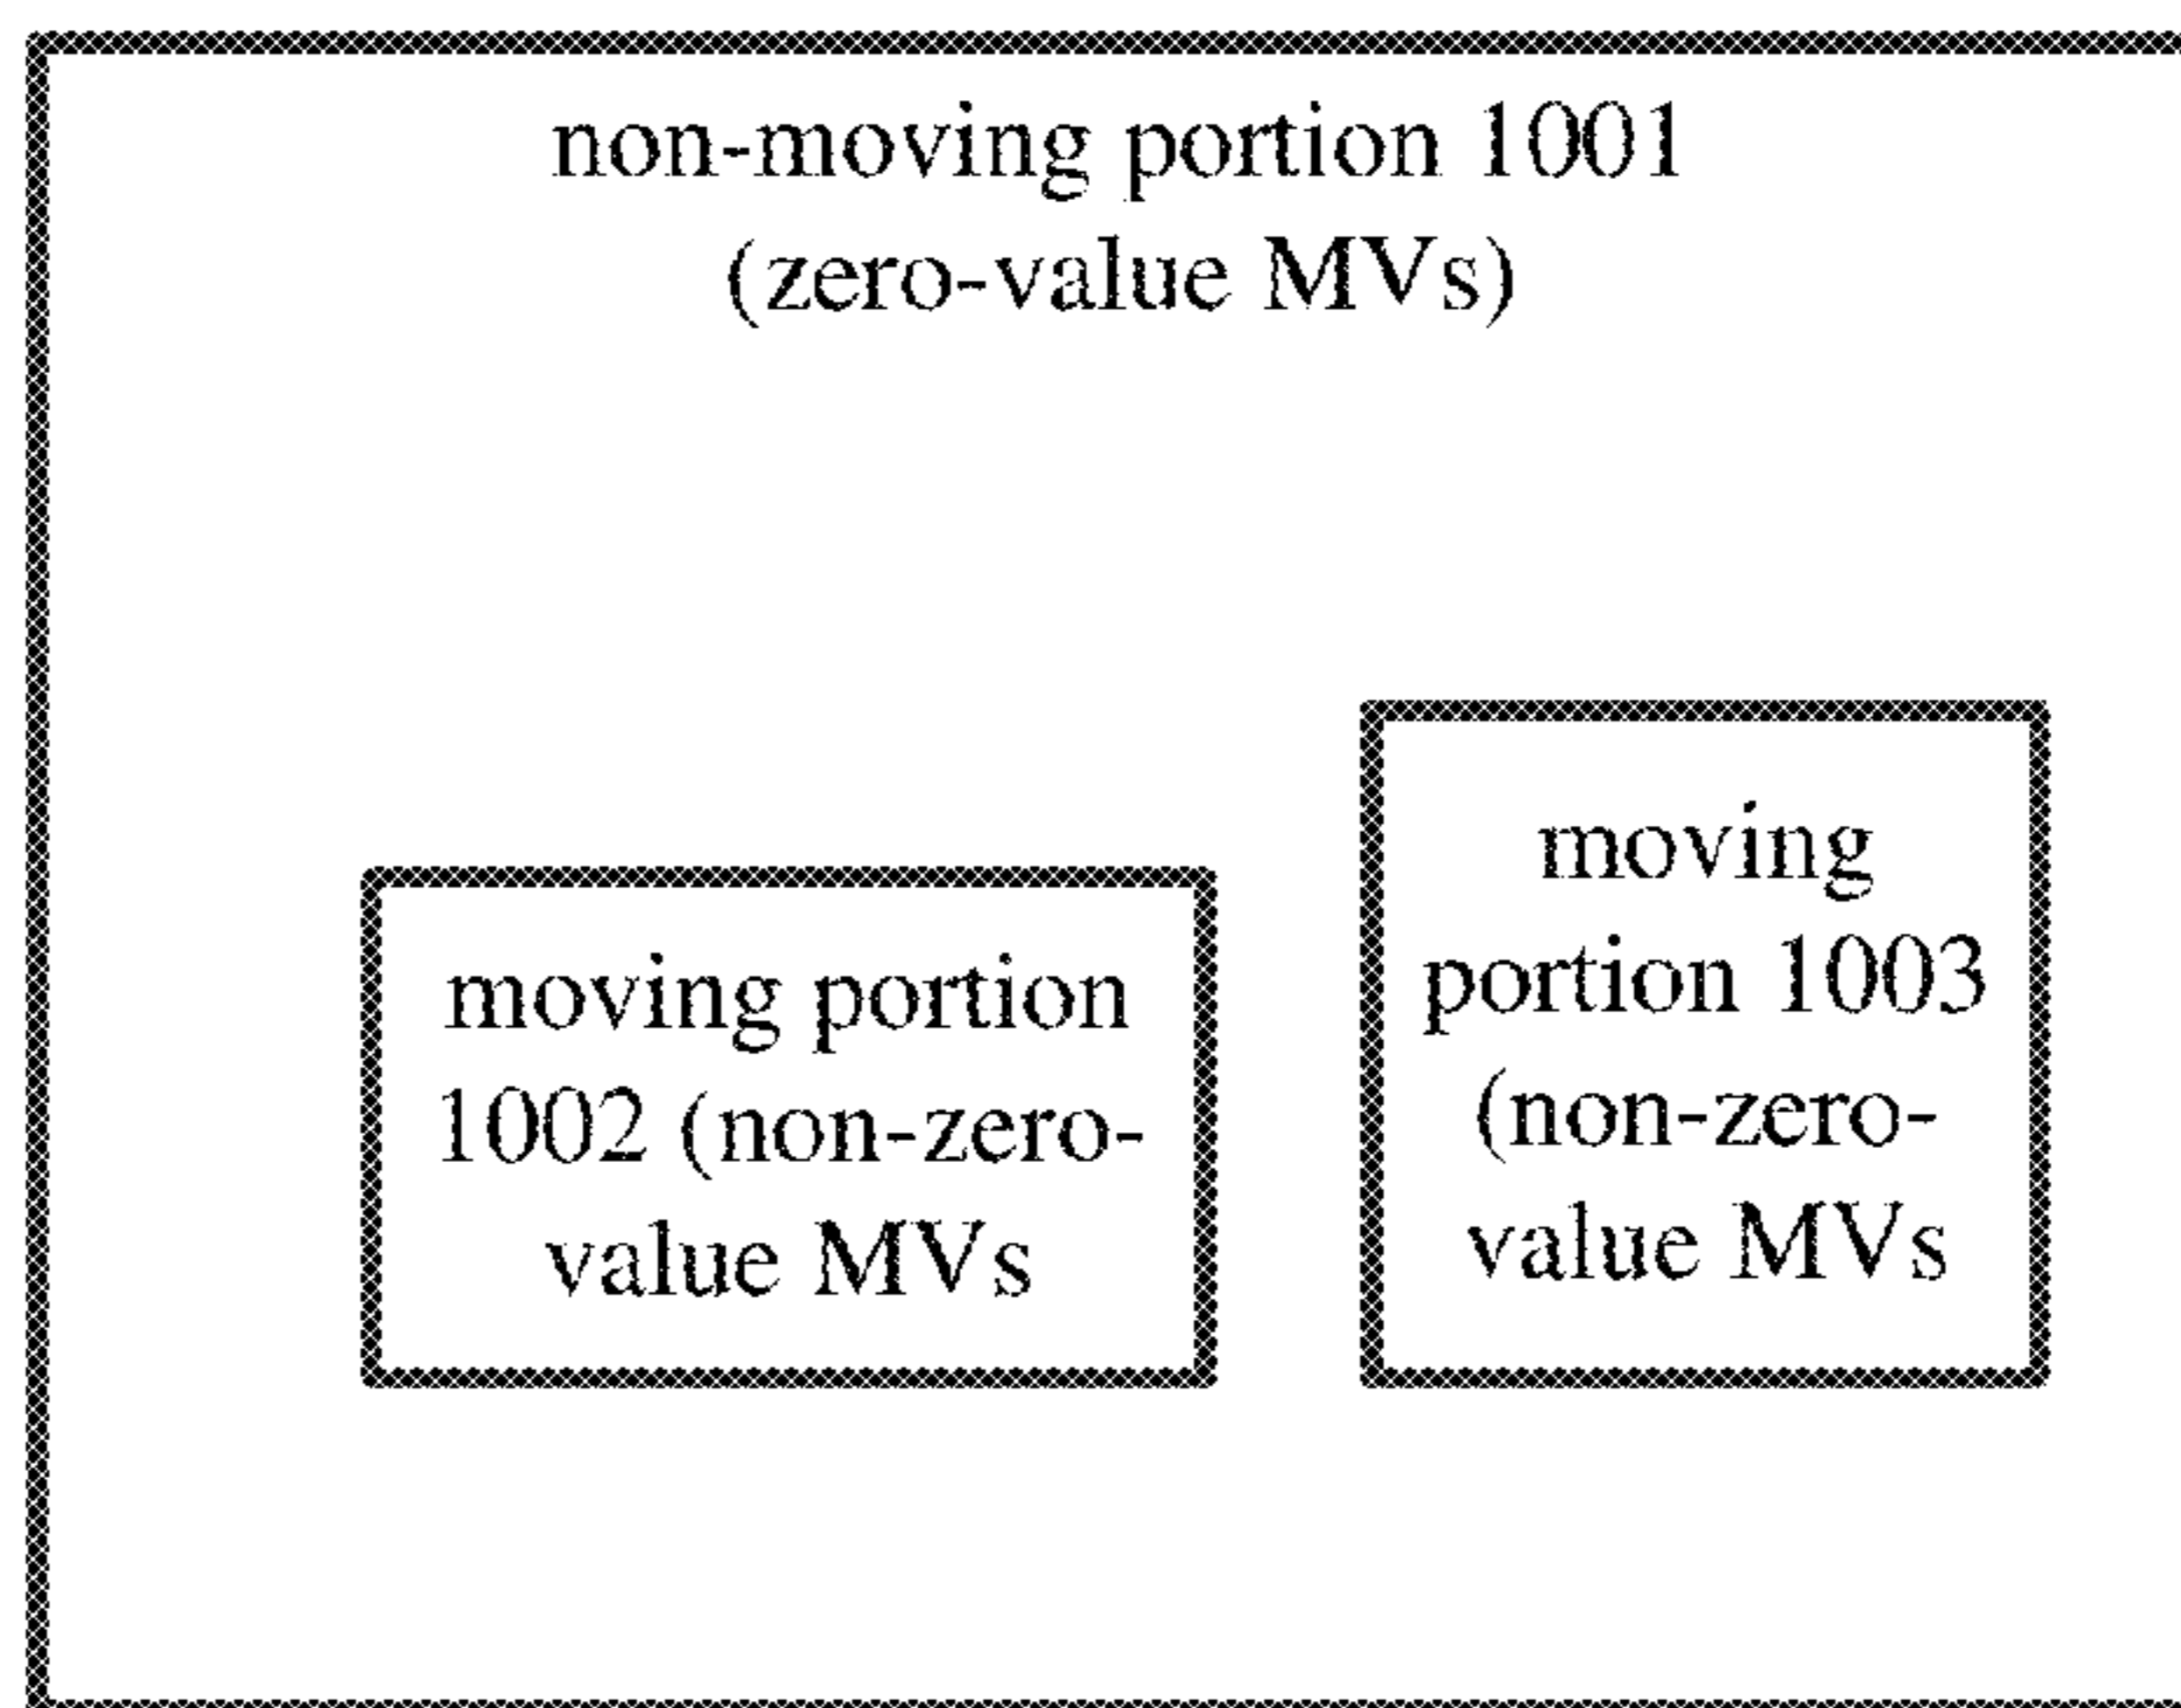 non-moving portion 1001
(zero-value MVs)
moving portion
1002 (non-zero-
value MVs
moving
portion 1003
(non-zero-
value MVs